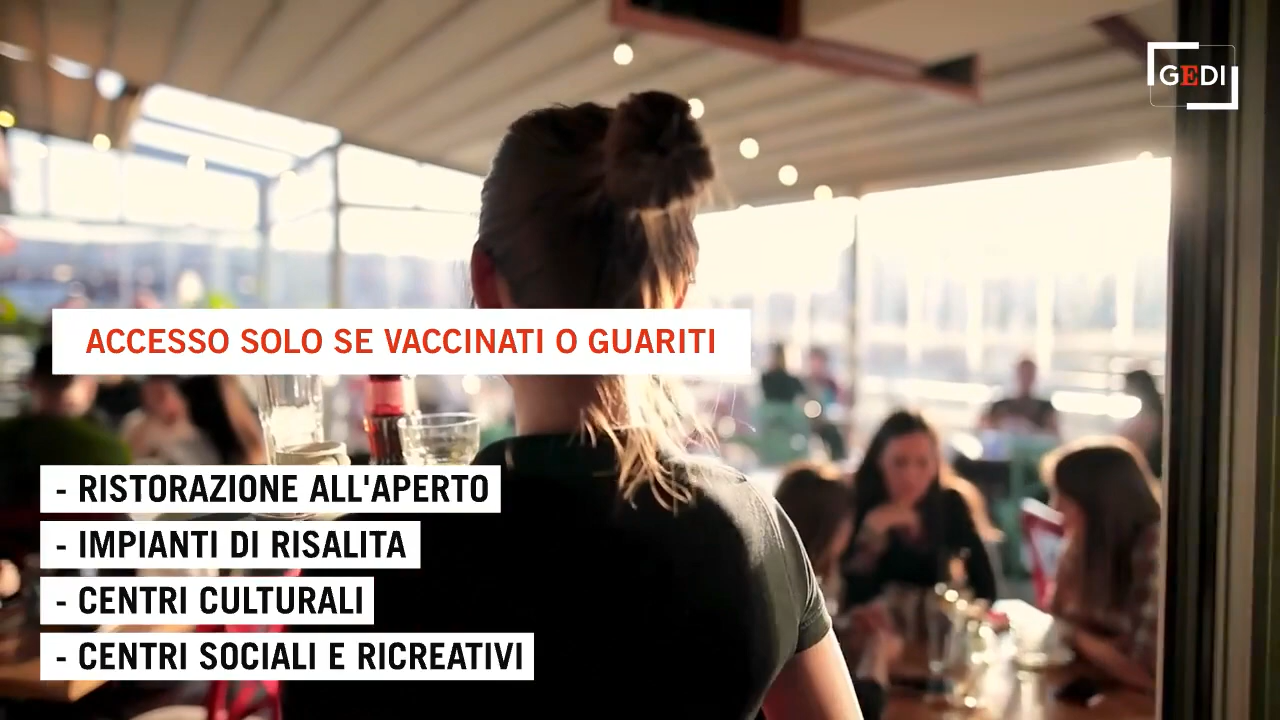 GEDI
ACCESSO SOLO SE VACCINATI O GUARITI
- RISTORAZIONE ALL'APERTO
- IMPIANTI DI RISALITA
- CENTRI CULTURALI
- CENTRI SOCIALI E RICREATIVI